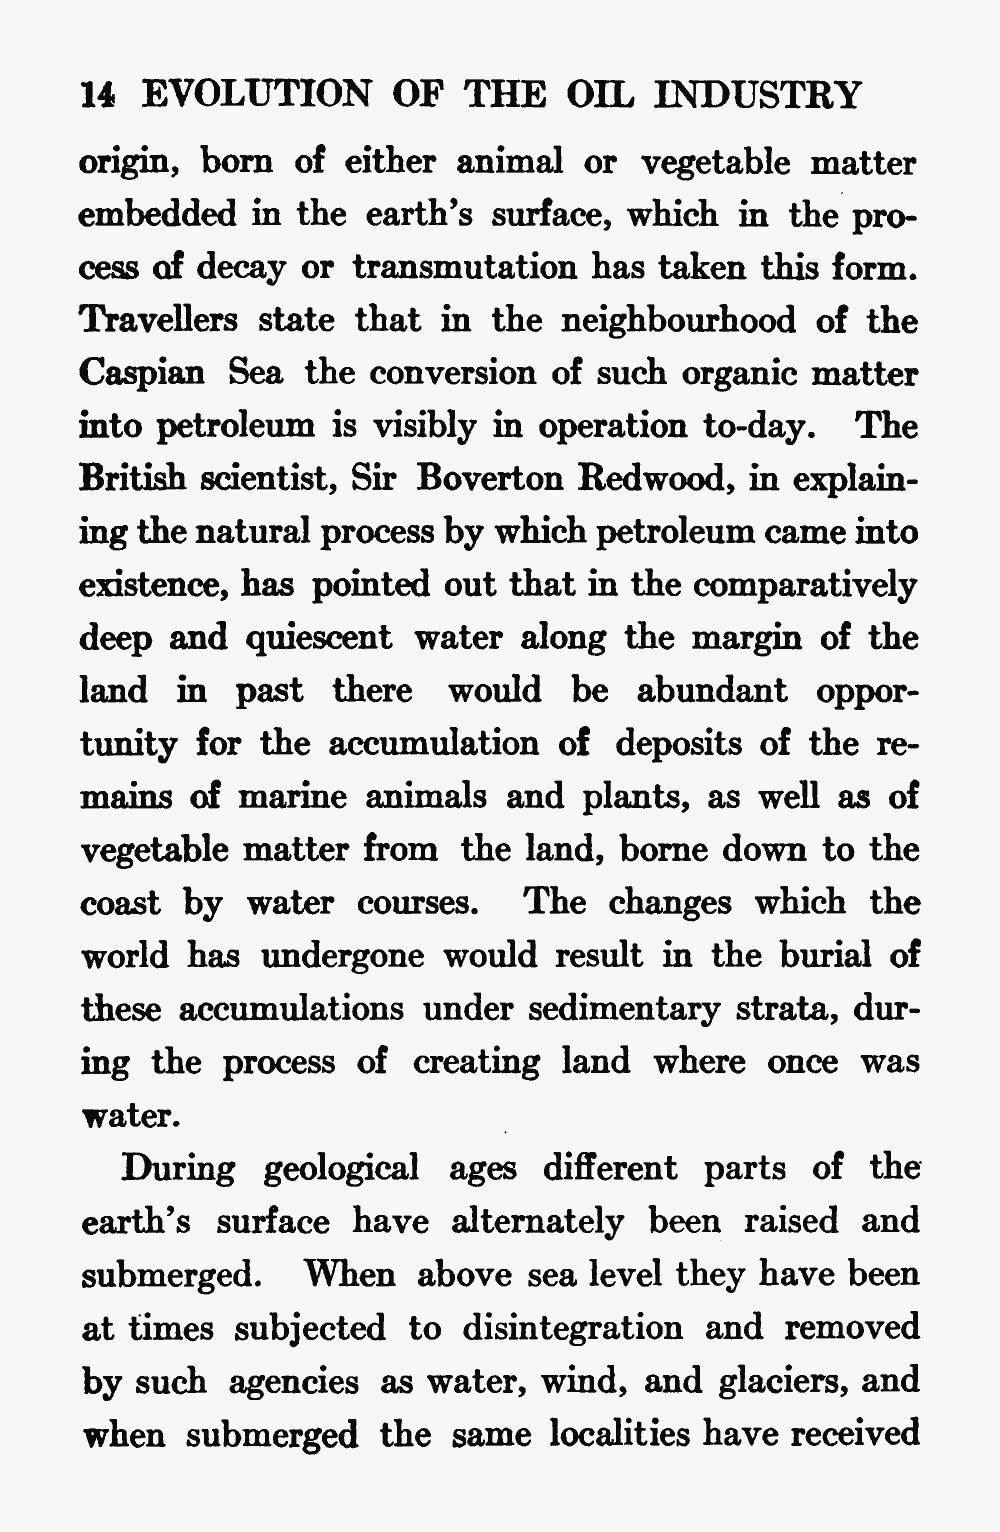 14 EVOLUTION OF THE OIL INDUSTRY
origin, born of either animal or vegetable matter
embedded in the earth's surface, which in the pro-
cess of decay or transmutation has taken this form.
Travellers state that in the neighbourhood of the
Caspian Sea the conversion of such organic matter
into petroleum is visibly in operation to-day. The
British scientist, Sir Boverton Redwood, in explain-
ing the natural process by which petroleum came into
existence, has pointed out that in the comparatively
deep and quiescent water along the margin of the
land in past there would be abundant oppor-
tunity for the accumulation of deposits of the re-
mains of marine animals and plants, as well as of
vegetable matter from the land, borne down to the
coast by water courses. The changes which the
world has undergone would result in the burial of
these accumulations under sedimentary strata, dur-
ing the process of creating land where once was
water.
During geological ages different parts of the
earth's surface have alternately been raised and
submerged. When above sea level they have been
at times subjected to disintegration and removed
by such agencies as water, wind, and glaciers, and
when submerged the same localities have received